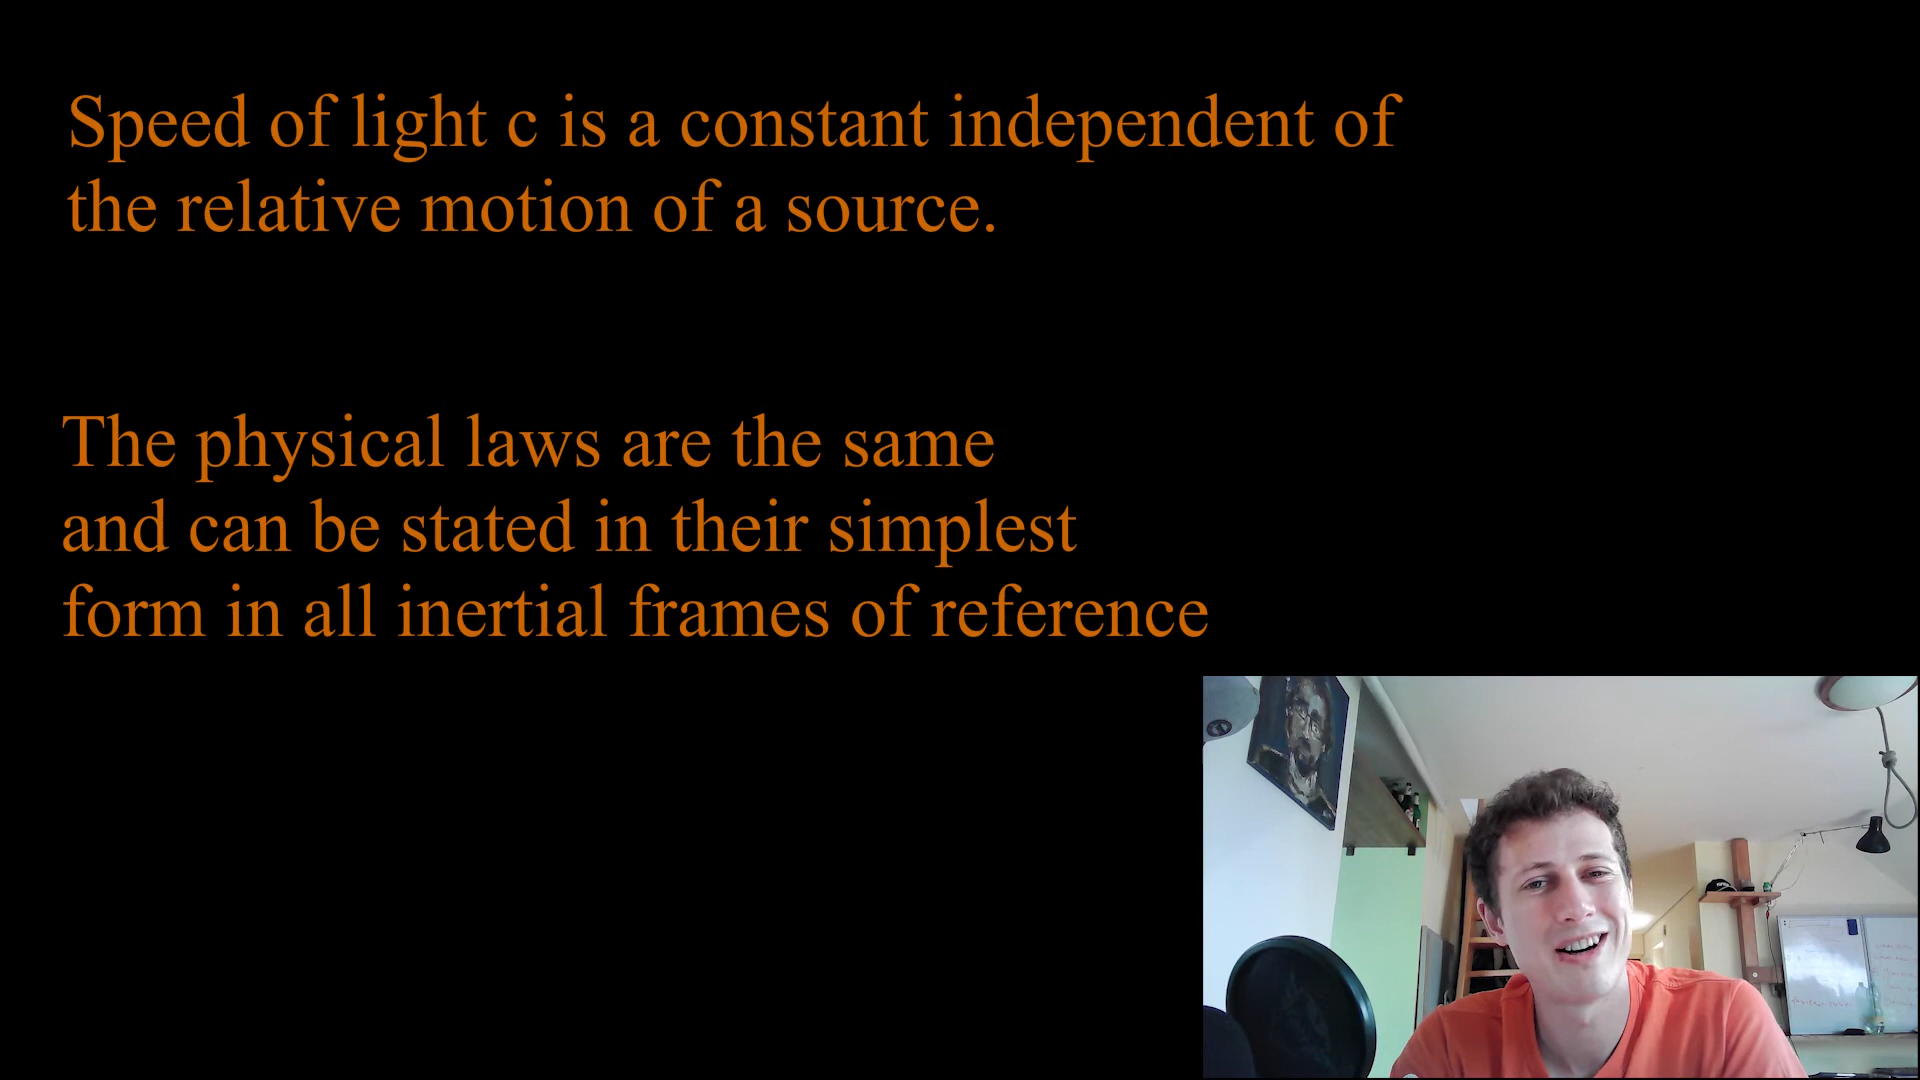 Speed of light c is a constant independent of
the relative motion of a source.
The physical laws are the same
and can be stated in their simplest
form in all inertial frames of reference